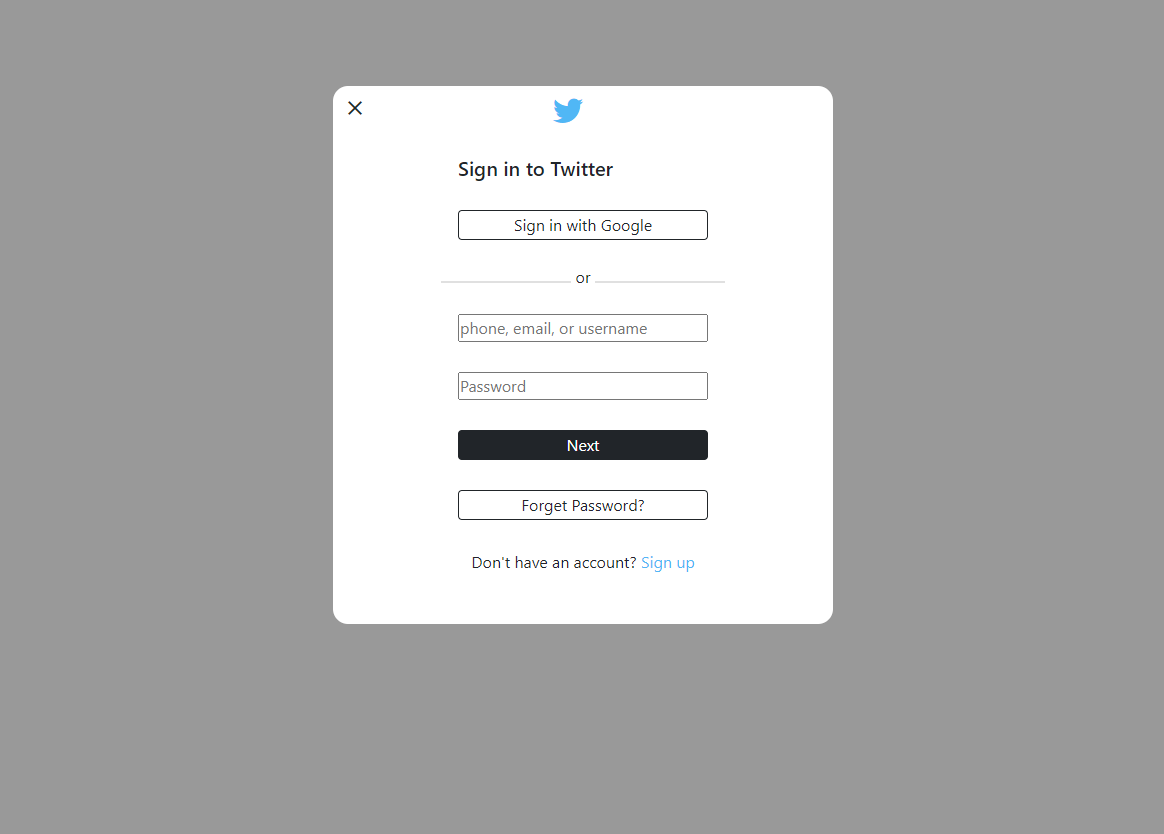 Sign in to Twitter
Sign in with Google
or
phone, email, or username
Password
Next
Forget Password?
Don't have an account? Sign up